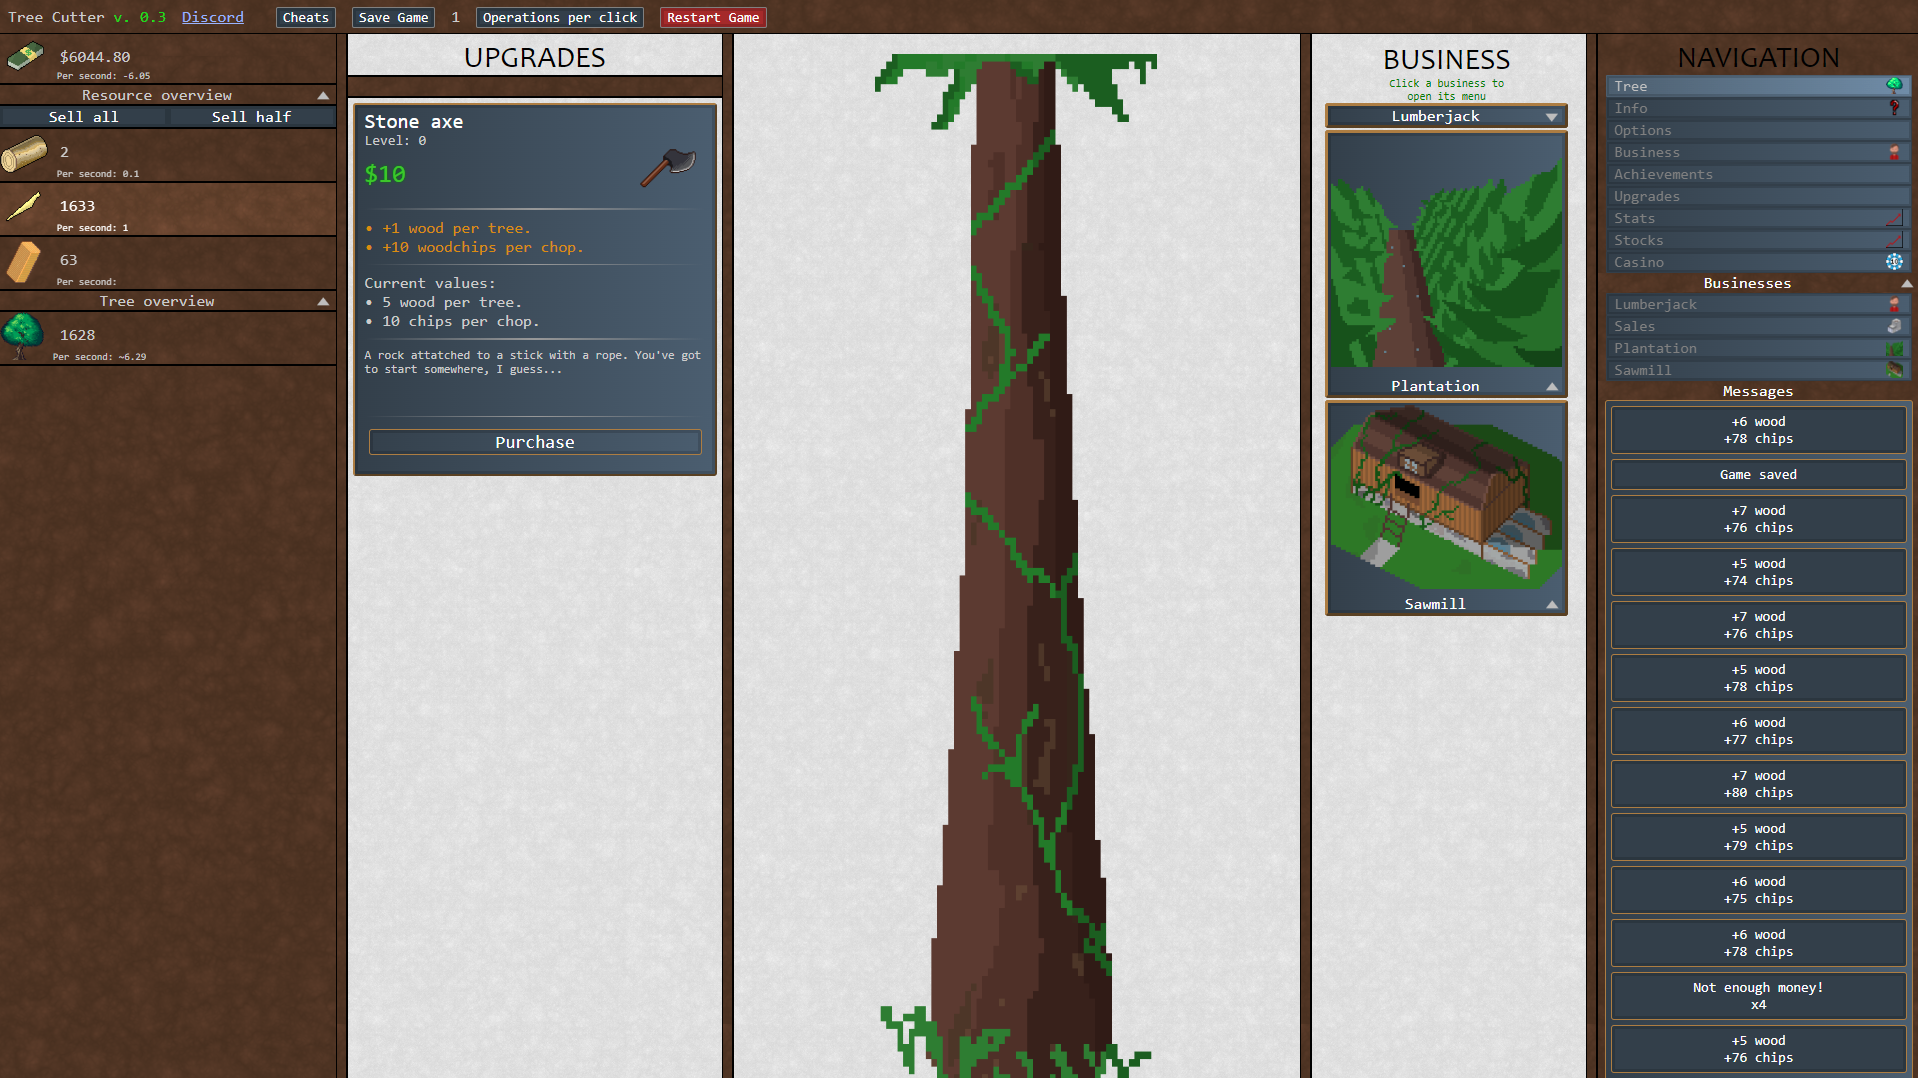 Tree Cutter v. 0.3 Discord Cheats Save Game 1 Operations per click Restart Game
$6044.80
Per second: -6.05
Resource overview
Sell all Sell half
2
Per second: 0.1
1633
Per second: 1
63
Per second:
Tree overview
1628
Per second: ~6.29
UPGRADES
Stone axe
Level: 0
$10
• +1 wood per tree.
• +10 woodchips per chop.
Current values:
• 5 wood per tree.
• 10 chips per chop.
A rock attatched to a stick with a rope. You've got
to start somewhere, I guess...
Purchase
BUSINESS
Click a business to
open its menu
Lumberjack
Plantation
Sawmill
NAVIGATION
Tree
Info
Options
Business
Achievements
Upgrades
Stats
Stocks
Casino
Businesses
Lumberjack
Sales
Plantation
Sawmill
Messages
+6 wood
+78 chips
Game saved
+7 wood
+76 chips
+5 wood
+74 chips
+7 wood
+76 chips
+5 wood
+78 chips
+6 wood
+77 chips
+7 wood
+80 chips
+5 wood
+79 chips
+6 wood
+75 chips
+6 wood
+78 chips
Not enough money!
x4
+5 wood
+76 chips